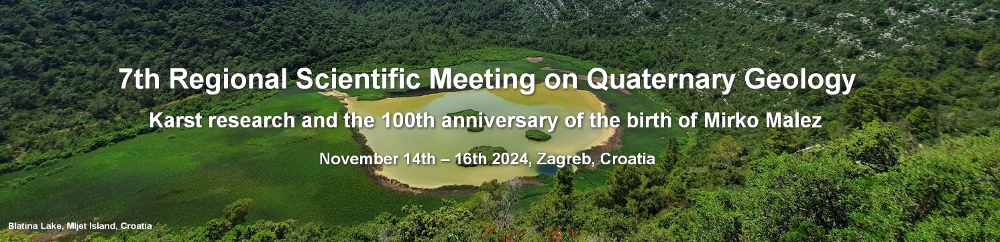 7th Regional Scientific Meeting on Quaternary Geology
Karst research and the 100th anniversary of the birth of Mirko Malez
November 14th – 16th 2024, Zagreb, Croatia
Blatina Lake, Mljet Island, Croatia